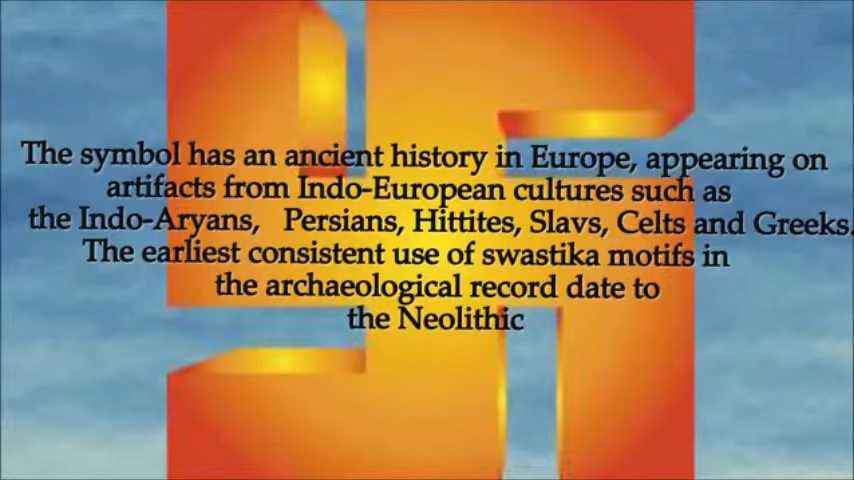 The symbol has an ancient history in Europe, appearing on
artifacts from Indo-European cultures such as
the Indo-Aryans, Persians, Hittites, Slavs, Celts and Greeks.
The earliest consistent use of swastika motifs in
the archaeological record date to
the Neolithic